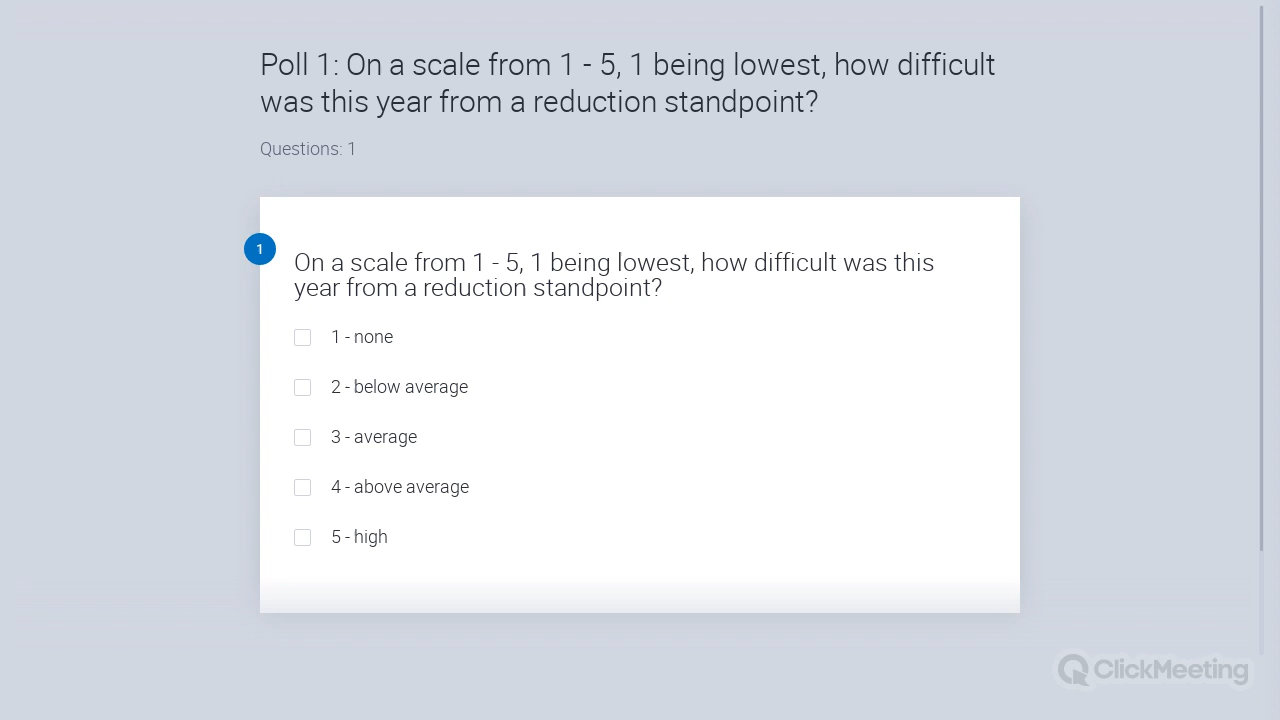 Poll 1: On a scale from 1 - 5, 1 being lowest, how difficult
was this year from a reduction standpoint?
Questions: 1
1
On a scale from 1 - 5, 1 being lowest, how difficult was this
year from a reduction standpoint?
1 - none
2 - below average
3 - average
4 - above average
5 - high
ClickMeeting